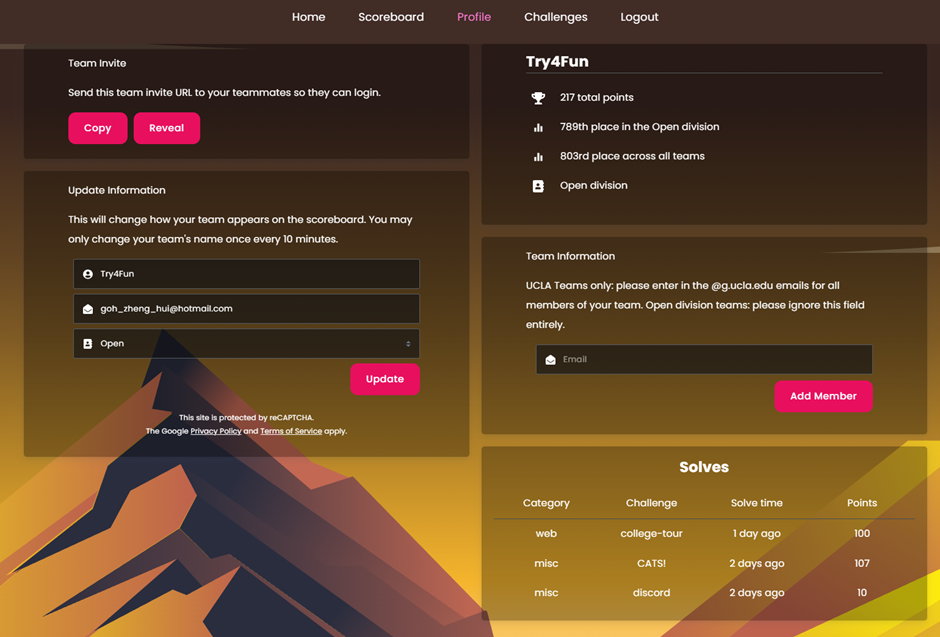 Home Scoreboard Profile Challenges Logout
Team Invite
Send this team invite URL to your teammates so they can login.
Copy Reveal
Update Information
This will change how your team appears on the scoreboard. You may
only change your team's name once every 10 minutes.
Try4Fun
goh_zheng_hui@hotmail.com
Open
Update
This site is protected by reCAPTCHA.
The Google Privacy Policy and Terms of Service apply.
Try4Fun
217 total points
789th place in the Open division
803rd place across all teams
Open division
Team Information
UCLA Teams only: please enter in the @g.ucla.edu emails for all
members of your team. Open division teams: please ignore this field
entirely.
Email
Add Member
Solves
Category Challenge Solve time Points
web college-tour 1 day ago 100
misc CATS! 2 days ago 107
misc discord 2 days ago 10